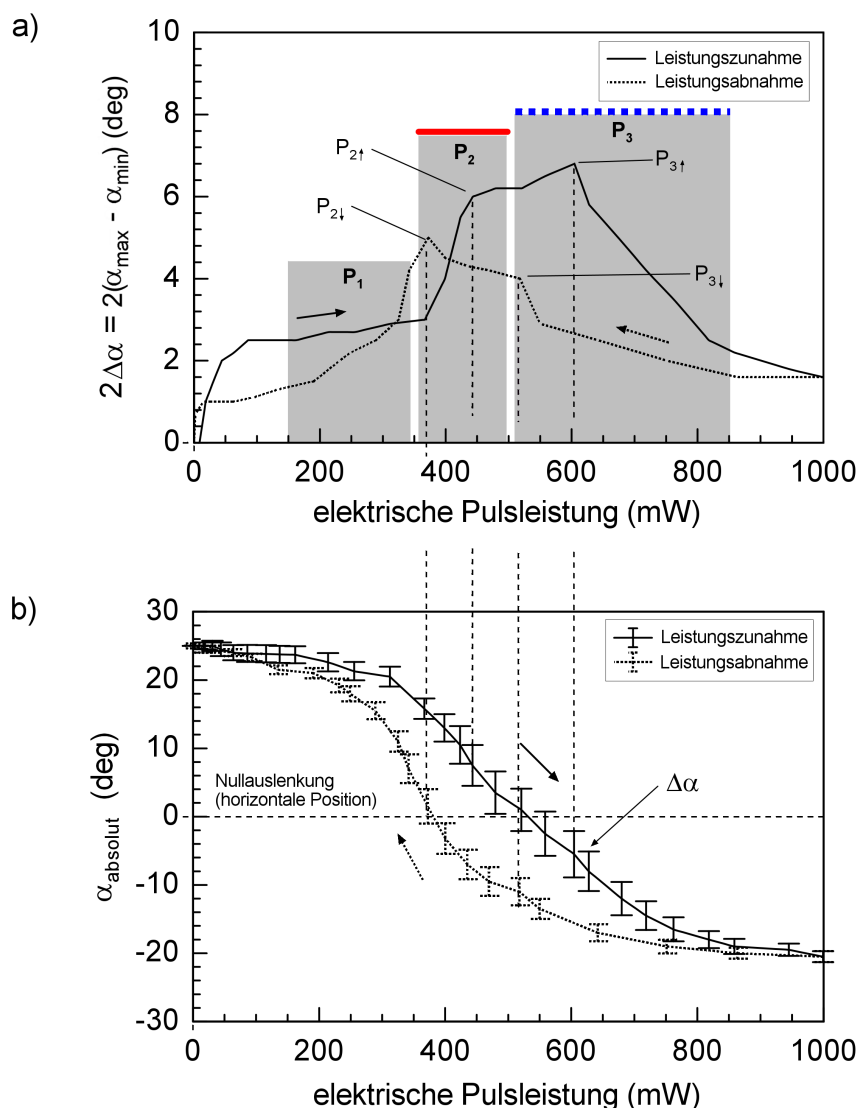 a)
10
8
6
4
2
0
2Δα = 2(αmax - αmin) (deg)
Leistungszunahme
Leistungsabnahme
P3
P2
P1
P2↑
P2↓
P3↑
P3↓
0 200 400 600 800 1000
elektrische Pulsleistung (mW)
b)
30
20
10
0
-10
-20
-30
αabsolut (deg)
Leistungszunahme
Leistungsabnahme
Nullauslenkung
(horizontale Position)
Δα
0 200 400 600 800 1000
elektrische Pulsleistung (mW)